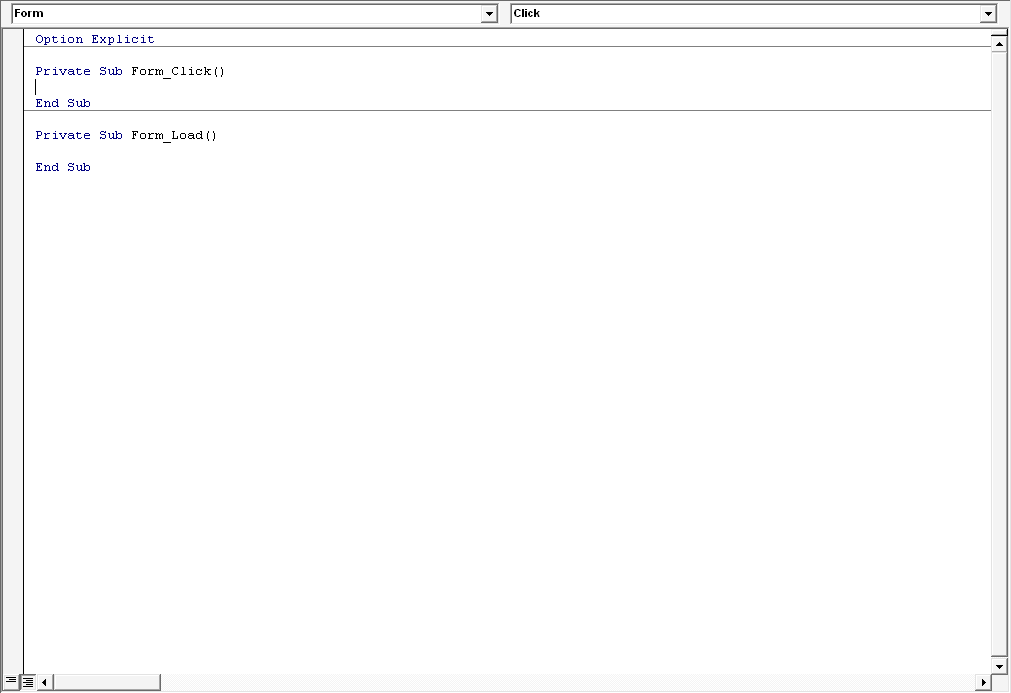 Form
Click
Option Explicit
Private Sub Form_Click()
End Sub
Private Sub Form_Load()
End Sub